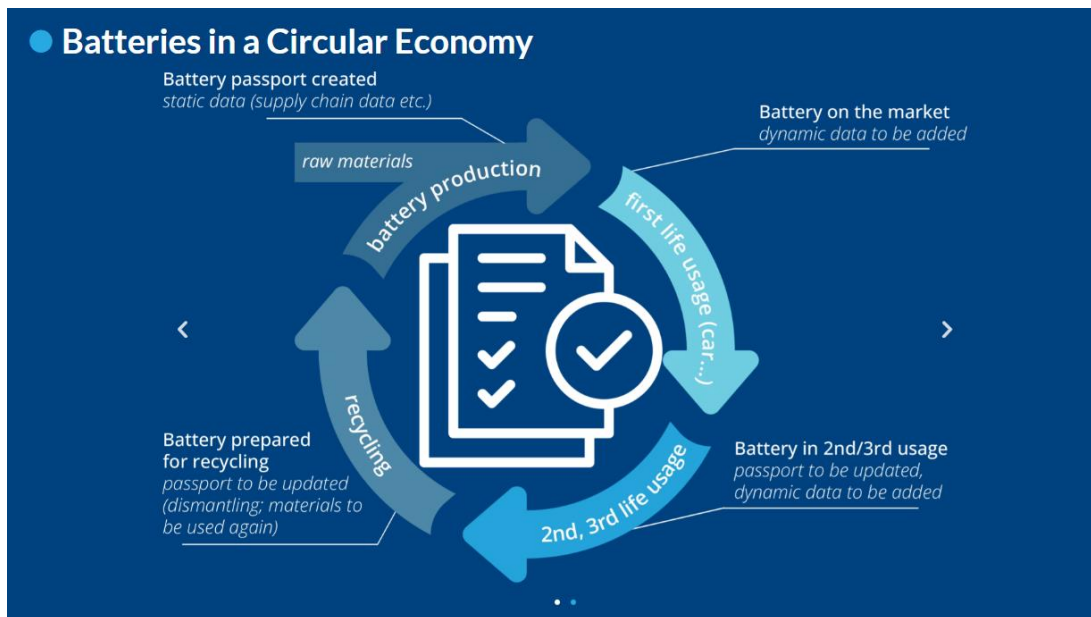 Batteries in a Circular Economy
Battery passport created
static data (supply chain data etc.)
Battery on the market
dynamic data to be added
raw materials
battery production
first life usage (car...)
Battery in 2nd/3rd usage
passport to be updated,
dynamic data to be added
2nd, 3rd life usage
recycling
Battery prepared
for recycling
passport to be updated
(dismantling; materials to
be used again)